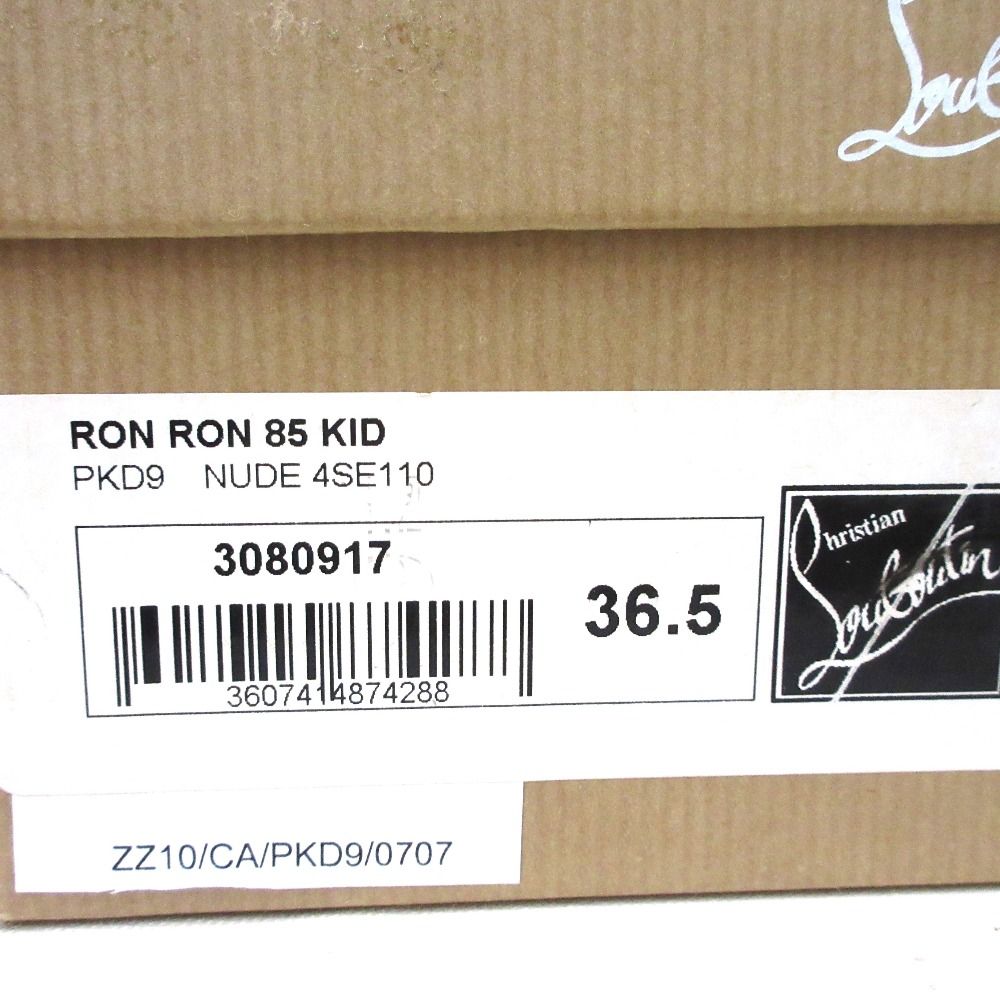 RON RON 85 KID
PKD9 NUDE 4SE110
3080917
36.5
3607414874288
Christian
Louboutin
ZZ10/CA/PKD9/0707